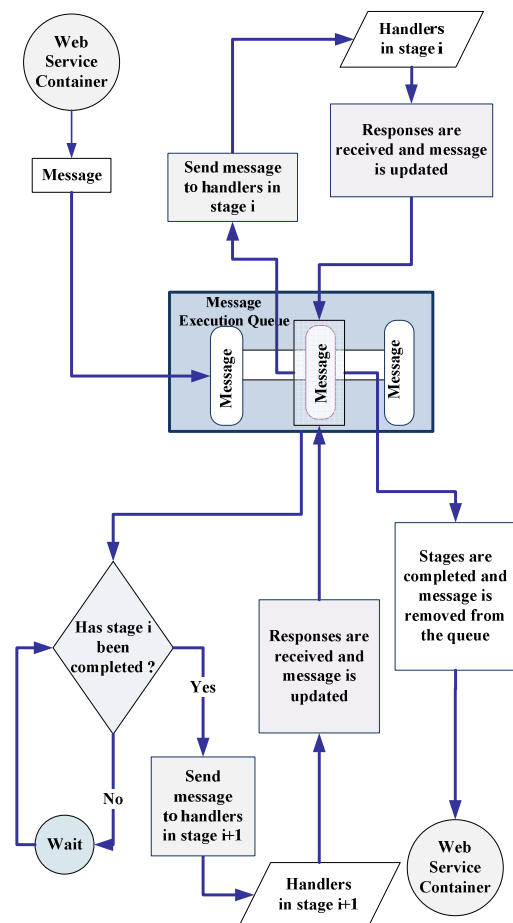 Web
Service
Container
Handlers
in stage i
Message
Send message
to handlers in
stage i
Responses are
received and message
is updated
Message
Execution Queue
Message
Message
Message
Has stage i
been
completed ?
Yes
No
Wait
Send
message
to handlers
in stage i+1
Responses are
received and
message is
updated
Handlers
in stage i+1
Stages are
completed and
message is
removed from
the queue
Web
Service
Container